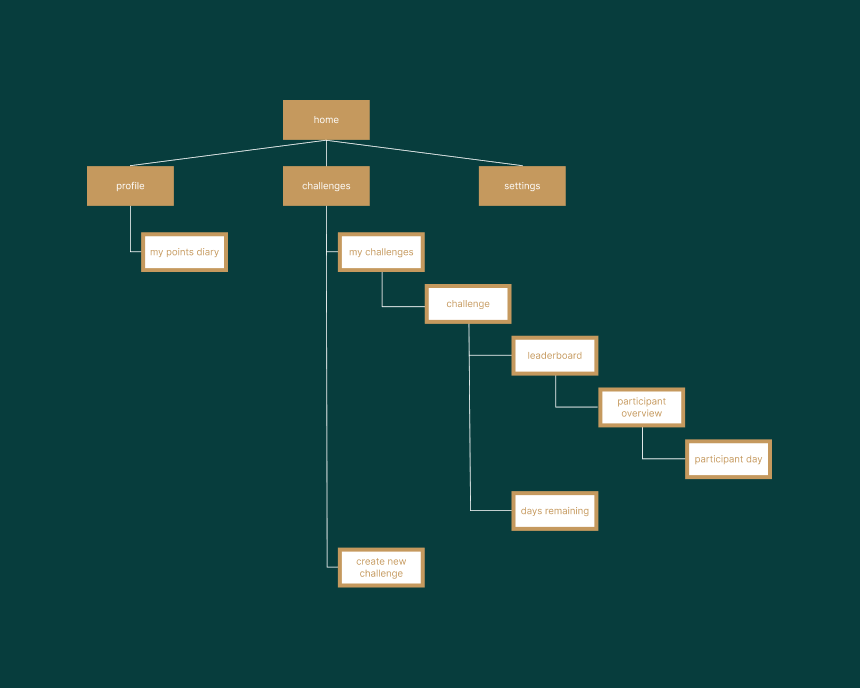 home
profile
challenges
settings
my points diary
my challenges
challenge
leaderboard
participant
overview
participant day
days remaining
create new
challenge